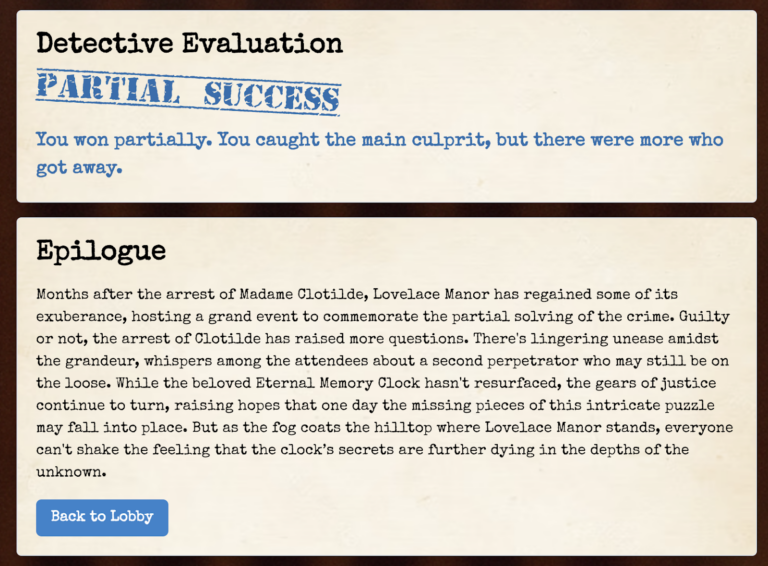 Detective Evaluation
PARTIAL SUCCESS
You won partially. You caught the main culprit, but there were more who
got away.
Epilogue
Months after the arrest of Madame Clotilde, Lovelace Manor has regained some of its
exuberance, hosting a grand event to commemorate the partial solving of the crime. Guilty
or not, the arrest of Clotilde has raised more questions. There's lingering unease amidst
the grandeur, whispers among the attendees about a second perpetrator who may still be on
the loose. While the beloved Eternal Memory Clock hasn't resurfaced, the gears of justice
continue to turn, raising hopes that one day the missing pieces of this intricate puzzle
may fall into place. But as the fog coats the hilltop where Lovelace Manor stands, everyone
can't shake the feeling that the clock’s secrets are further dying in the depths of the
unknown.
Back to Lobby